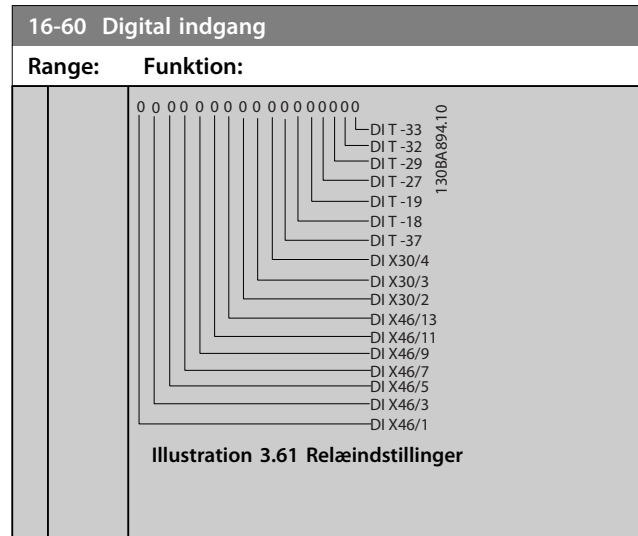 16-60 Digital indgang
Range: Funktion:
0 0 0 0 0 0 0 0 0 0 0 0 0 0 0 0 0
DI T -33
DI T -32
DI T -29
DI T -27
DI T -19
DI T -18
DI T -37
DI X30/4
DI X30/3
DI X30/2
DI X46/13
DI X46/11
DI X46/9
DI X46/7
DI X46/5
DI X46/3
DI X46/1
130BA894.10
Illustration 3.61 Relæindstillinger